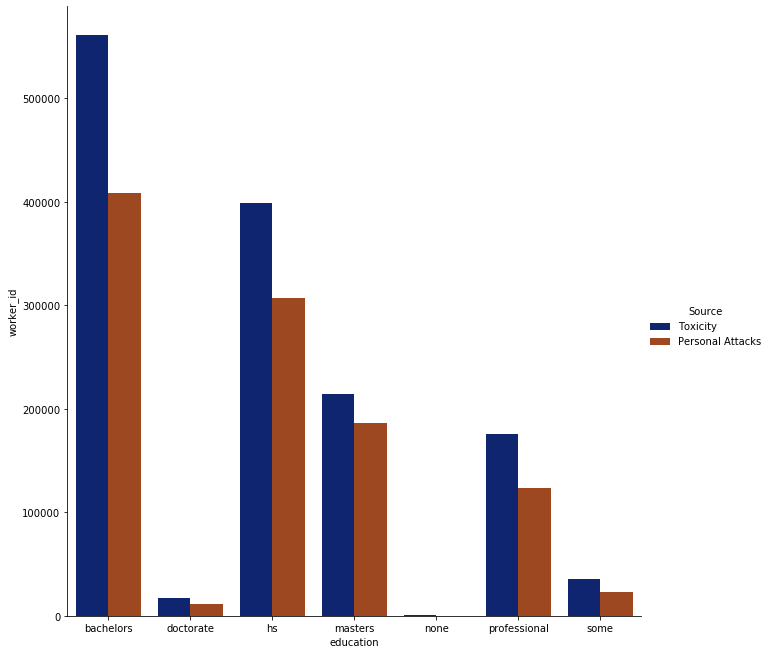 500000
400000
300000
200000
100000
0
worker_id
bachelors doctorate hs masters none professional some
education
Source
Toxicity
Personal Attacks